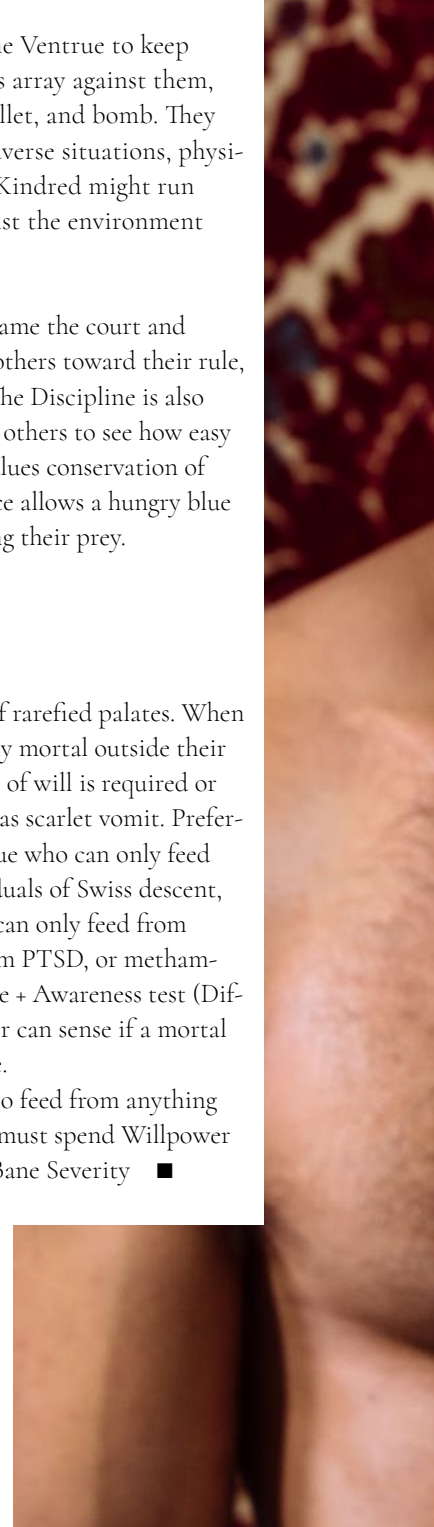 ne Ventrue to keep
s array against them,
llet, and bomb. They
verse situations, physi-
Kindred might run
st the environment
ame the court and
others toward their rule,
he Discipline is also
others to see how easy
lues conservation of
ce allows a hungry blue
ng their prey.
f rarefied palates. When
y mortal outside their
of will is required or
as scarlet vomit. Prefer-
ue who can only feed
duals of Swiss descent,
can only feed from
m PTSD, or metham-
e + Awareness test (Dif-
r can sense if a mortal
e.
o feed from anything
must spend Willpower
Bane Severity ■